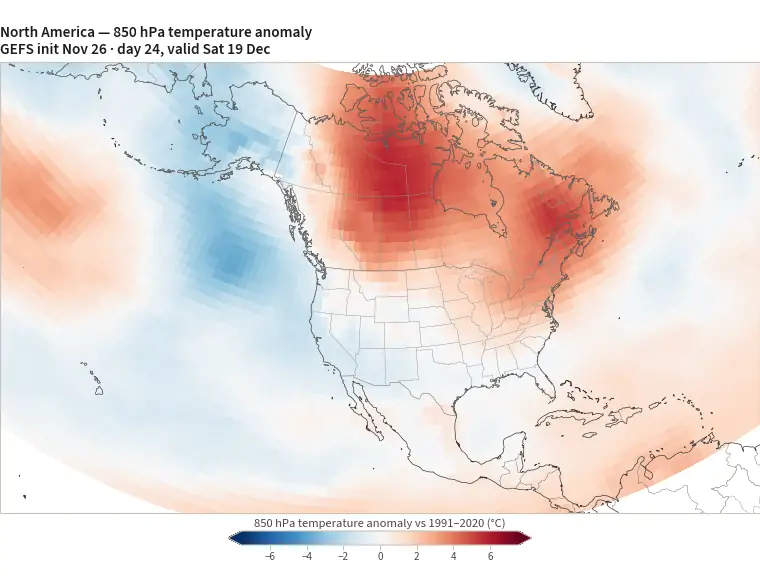 North America — 850 hPa temperature anomaly
GEFS init Nov 26 · day 24, valid Sat 19 Dec
850 hPa temperature anomaly vs 1991–2020 (°C)
−6 −4 −2 0 2 4 6